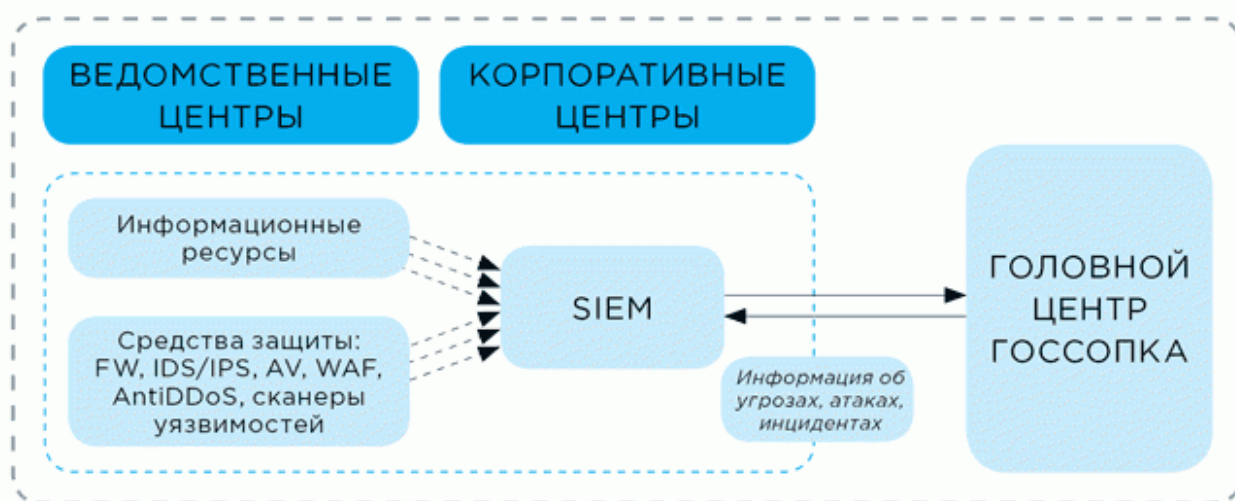 ВЕДОМСТВЕННЫЕ
ЦЕНТРЫ
КОРПОРАТИВНЫЕ
ЦЕНТРЫ
Информационные
ресурсы
Средства защиты:
FW, IDS/IPS, AV, WAF,
AntiDDoS, сканеры
уязвимостей
SIEM
Информация об
угрозах, атаках,
инцидентах
ГОЛОВНОЙ
ЦЕНТР
ГОССОПКА